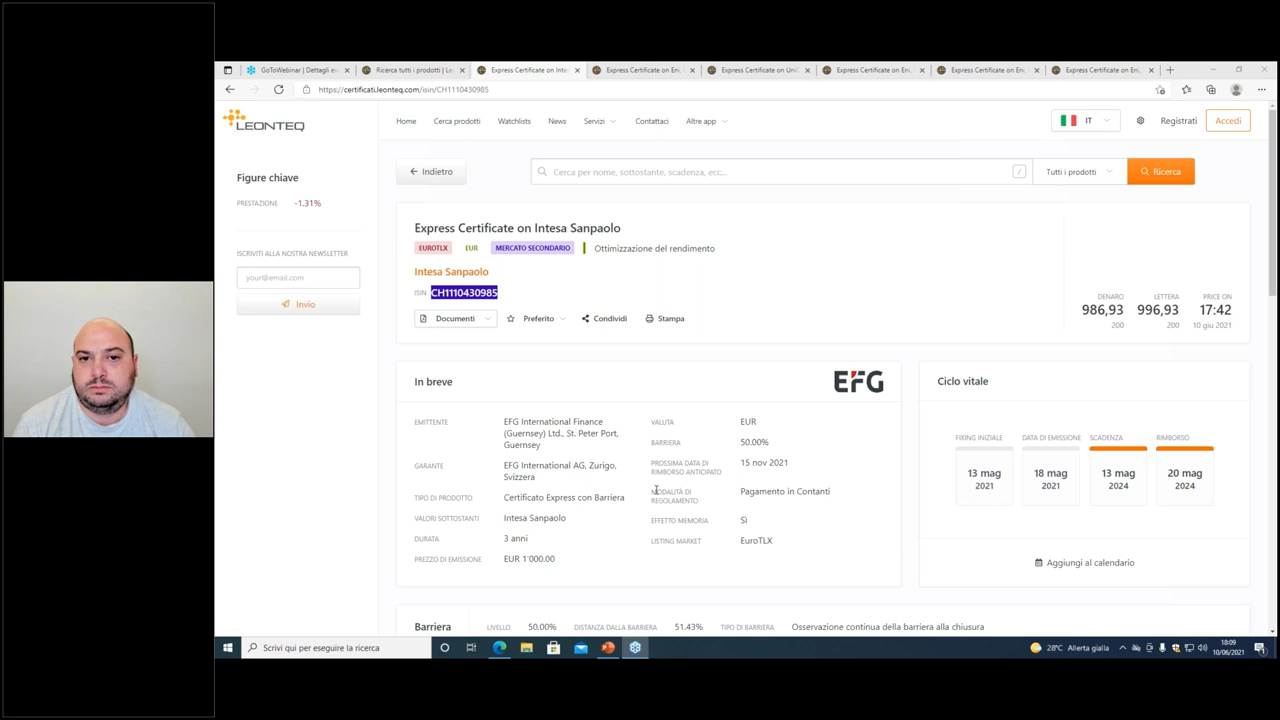 GoToWebinar | Dettagli ev
Ricerca tutti i prodotti | Le
Express Certificate on Inte
Express Certificate on Eni,
Express Certificate on Uni
Express Certificate on Eni,
Express Certificate on En
Express Certificate on En
https://certificati.leonteq.com/isin/CH1110430985
LEONTEQ
Home
Cerca prodotti
Watchlists
News
Servizi
Contattaci
Altre app
IT
Registrati
Accedi
Indietro
Cerca per nome, sottostante, scadenza, ecc...
/
Tutti i prodotti
Ricerca
Figure chiave
PRESTAZIONE -1.31%
ISCRIVITI ALLA NOSTRA NEWSLETTER
your@email.com
Invio
Express Certificate on Intesa Sanpaolo
EUROTLX EUR MERCATO SECONDARIO Ottimizzazione del rendimento
Intesa Sanpaolo
ISIN CH1110430985
Documenti
Preferito
Condividi
Stampa
DENARO LETTERA PRICE ON
986,93 996,93 17:42
200 200 10 giu 2021
In breve
EFG
EMITTENTE EFG International Finance
(Guernsey) Ltd., St. Peter Port,
Guernsey
GARANTE EFG International AG, Zurigo,
Svizzera
TIPO DI PRODOTTO Certificato Express con Barriera
VALORI SOTTOSTANTI Intesa Sanpaolo
DURATA 3 anni
PREZZO DI EMISSIONE EUR 1'000.00
VALUTA EUR
BARRIERA 50.00%
PROSSIMA DATA DI
RIMBORSO ANTICIPATO 15 nov 2021
MODALITÀ DI
REGOLAMENTO Pagamento in Contanti
EFFETTO MEMORIA Sì
LISTING MARKET EuroTLX
Ciclo vitale
FIXING INIZIALE DATA DI EMISSIONE SCADENZA RIMBORSO
13 mag 18 mag 13 mag 20 mag
2021 2021 2024 2024
Aggiungi al calendario
Barriera LIVELLO 50.00% DISTANZA DALLA BARRIERA 51.43% TIPO DI BARRIERA Osservazione continua della barriera alla chiusura
Scrivi qui per eseguire la ricerca
28°C Allerta gialla
18:09
10/06/2021